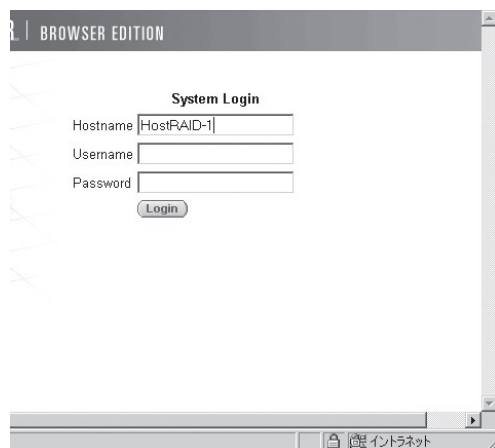 BROWSER EDITION
System Login
Hostname HostRAID-1
Username
Password
Login
イントラネット